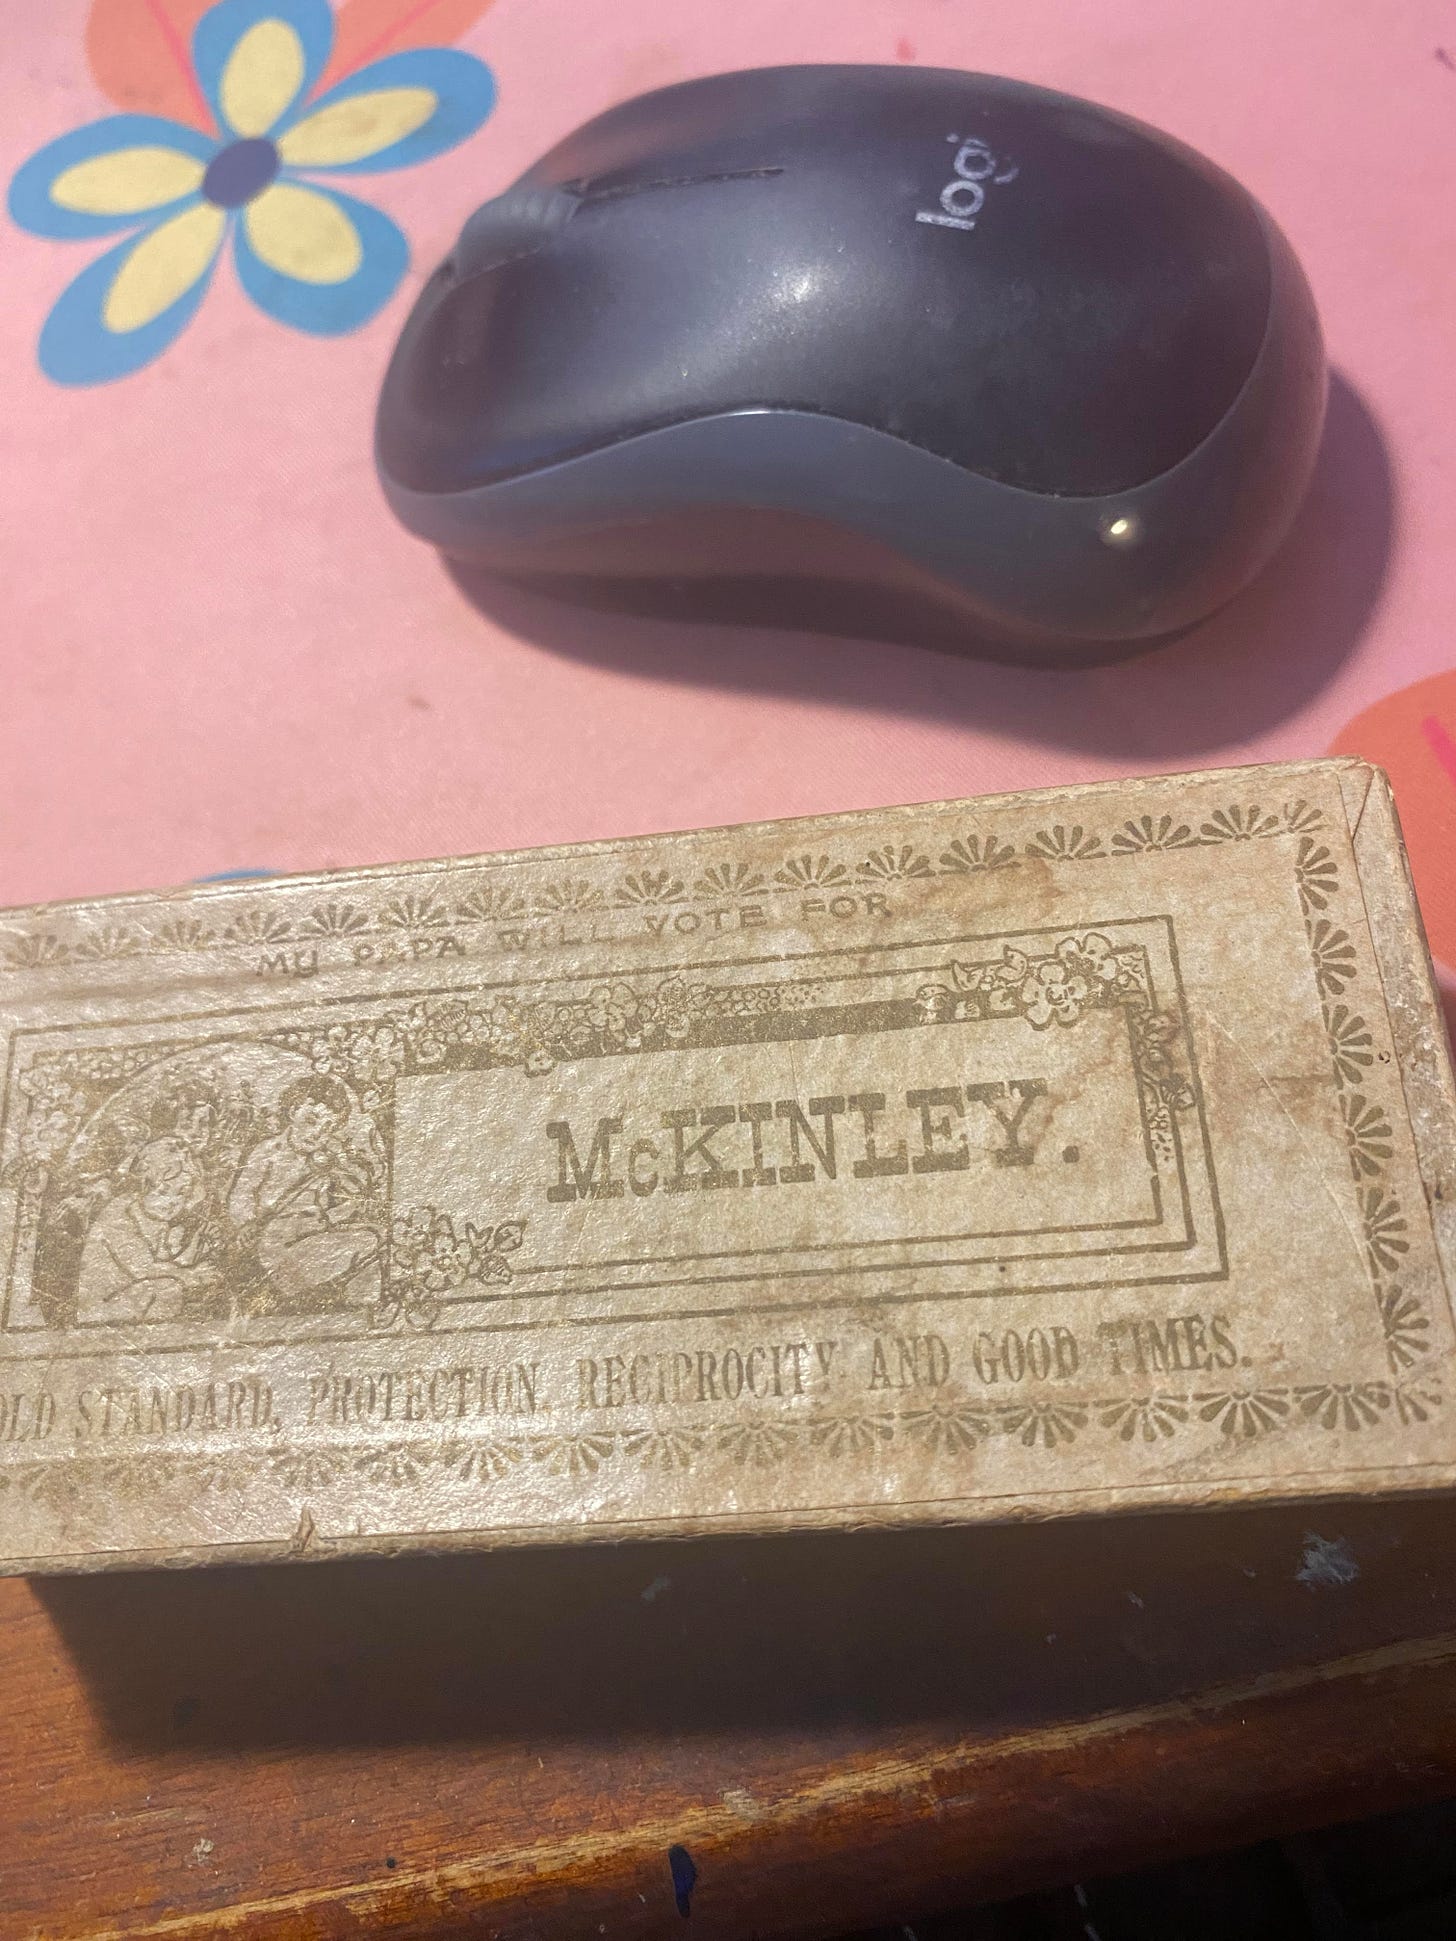 logi
MY PAPA WILL VOTE FOR
McKINLEY.
OLD STANDARD, PROTECTION, RECIPROCITY AND GOOD TIMES.